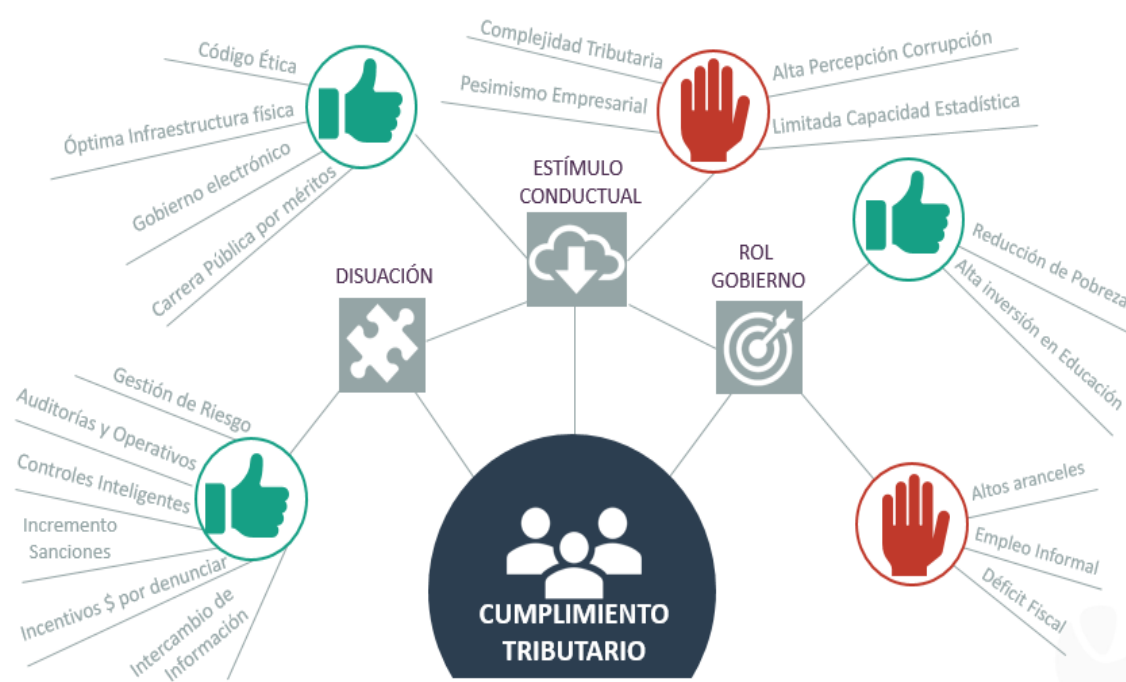 Código Ética
Óptima Infraestructura física
Gobierno electrónico
Carrera Pública por méritos
Complejidad Tributaria
Pesimismo Empresarial
Alta Percepción Corrupción
Limitada Capacidad Estadística
ESTÍMULO
CONDUCTUAL
DISUACIÓN
ROL
GOBIERNO
Reducción de Pobreza
Alta inversión en Educación
Gestión de Riesgo
Auditorías y Operativos
Controles Inteligentes
Incremento
Sanciones
Incentivos $ por denunciar
Intercambio de
Información
Altos aranceles
Empleo Informal
Déficit Fiscal
CUMPLIMIENTO
TRIBUTARIO